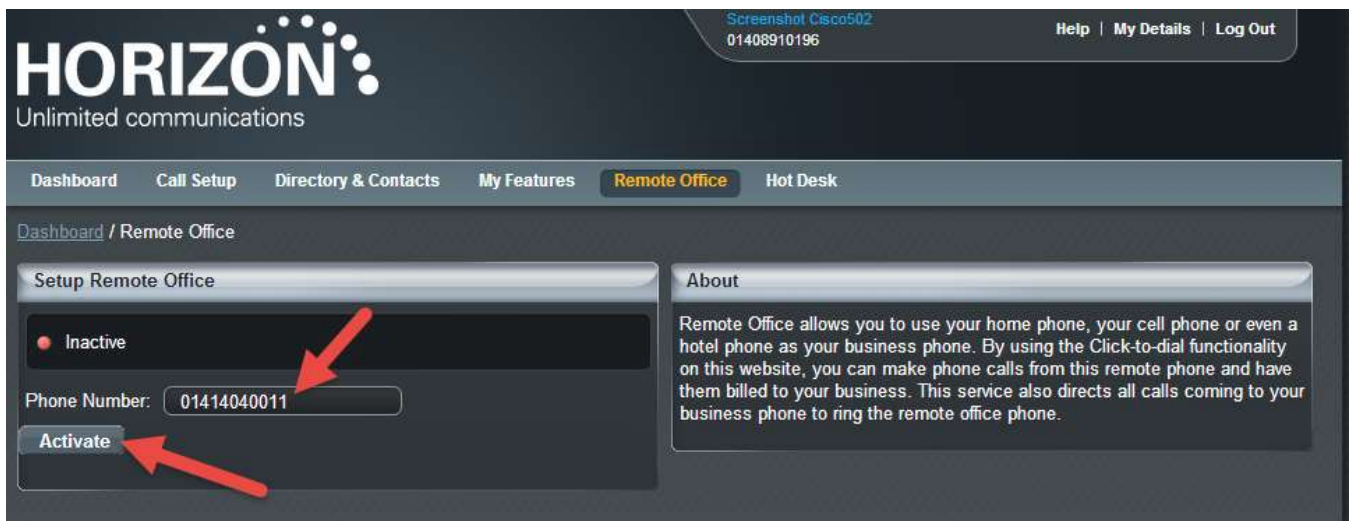 Screenshot Cisco502
01408910196
Help | My Details | Log Out
HORIZON
Unlimited communications
Dashboard Call Setup Directory & Contacts My Features Remote Office Hot Desk
Dashboard / Remote Office
Setup Remote Office
Inactive
Phone Number: 01414040011
Activate
About
Remote Office allows you to use your home phone, your cell phone or even a
hotel phone as your business phone. By using the Click-to-dial functionality
on this website, you can make phone calls from this remote phone and have
them billed to your business. This service also directs all calls coming to your
business phone to ring the remote office phone.